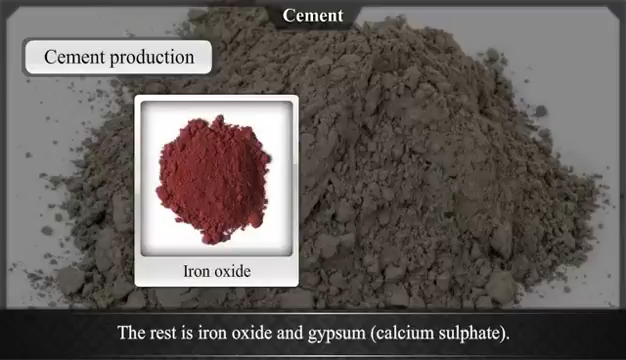 Cement
Cement production
Iron oxide
The rest is iron oxide and gypsum (calcium sulphate).